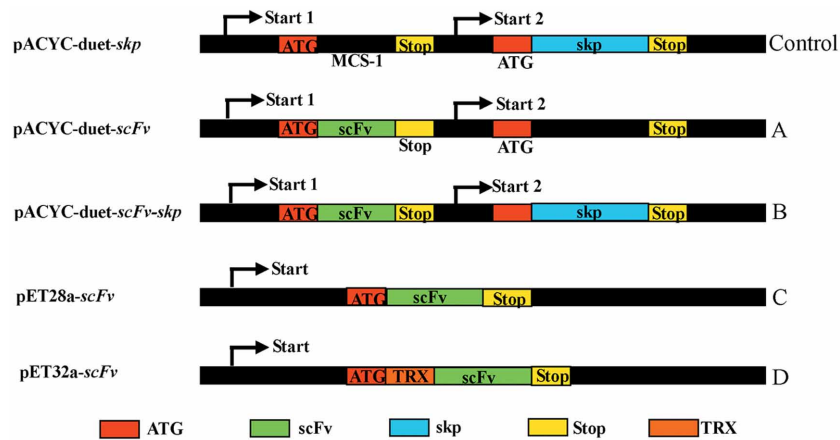 Start 1 Start 2
pACYC-duet-skp ATG Stop ATG skp Stop Control
MCS-1 ATG
Start 1 Start 2
pACYC-duet-scFv ATG scFv Stop A
Stop ATG
Start 1 Start 2
pACYC-duet-scFv-skp ATG scFv Stop skp Stop B
Start
pET28a-scFv ATG scFv Stop C
Start
pET32a-scFv ATG TRX scFv Stop D
ATG scFv skp Stop TRX